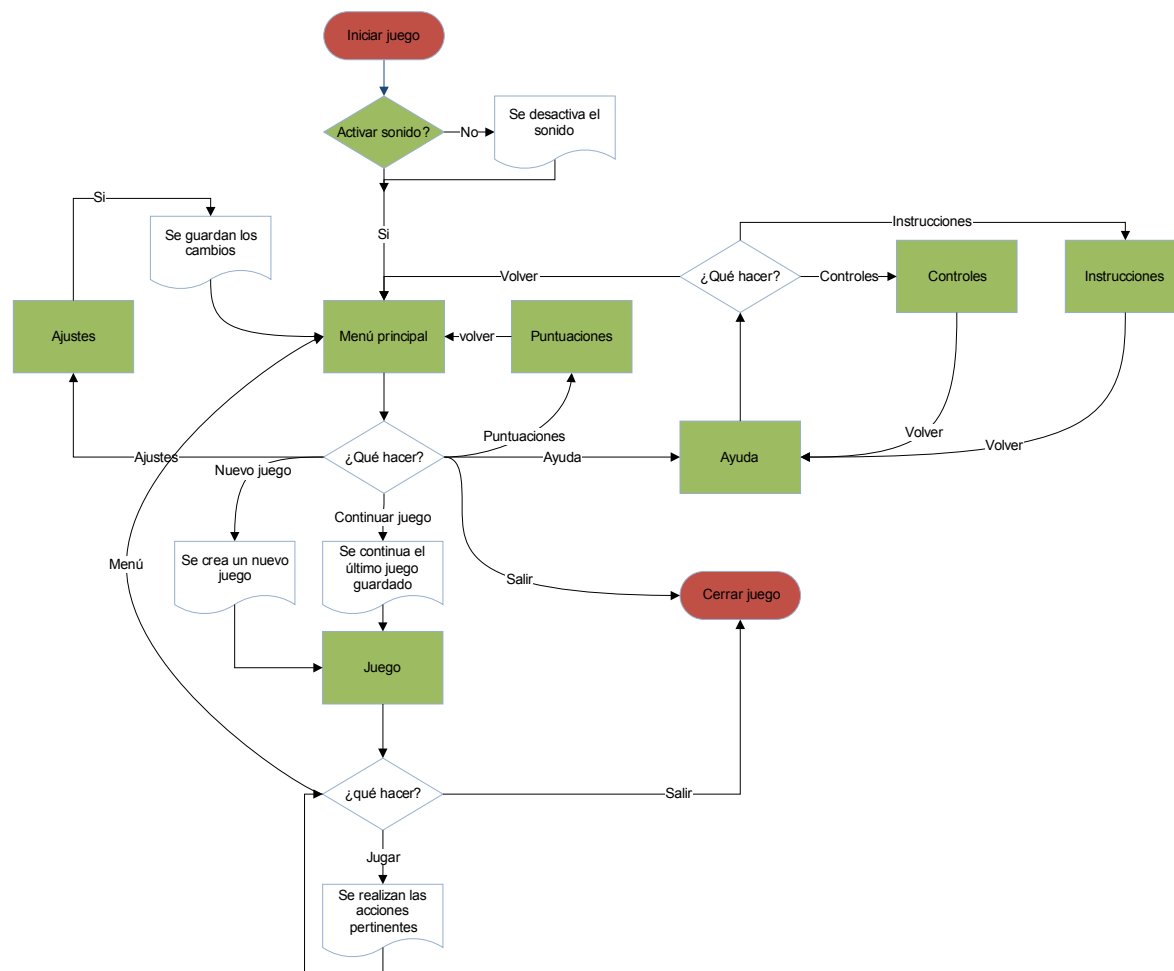 Iniciar juego
Activar sonido?
No
Se desactiva el
sonido
Si
Se guardan los
cambios
Si
Instrucciones
Volver
¿Qué hacer?
Controles
Controles
Instrucciones
Ajustes
Menú principal
volver
Puntuaciones
Puntuaciones
Volver
Volver
Ajustes
¿Qué hacer?
Ayuda
Ayuda
Nuevo juego
Continuar juego
Menú
Se crea un nuevo
juego
Se continua el
último juego
guardado
Salir
Cerrar juego
Juego
¿qué hacer?
Salir
Jugar
Se realizan las
acciones
pertinentes